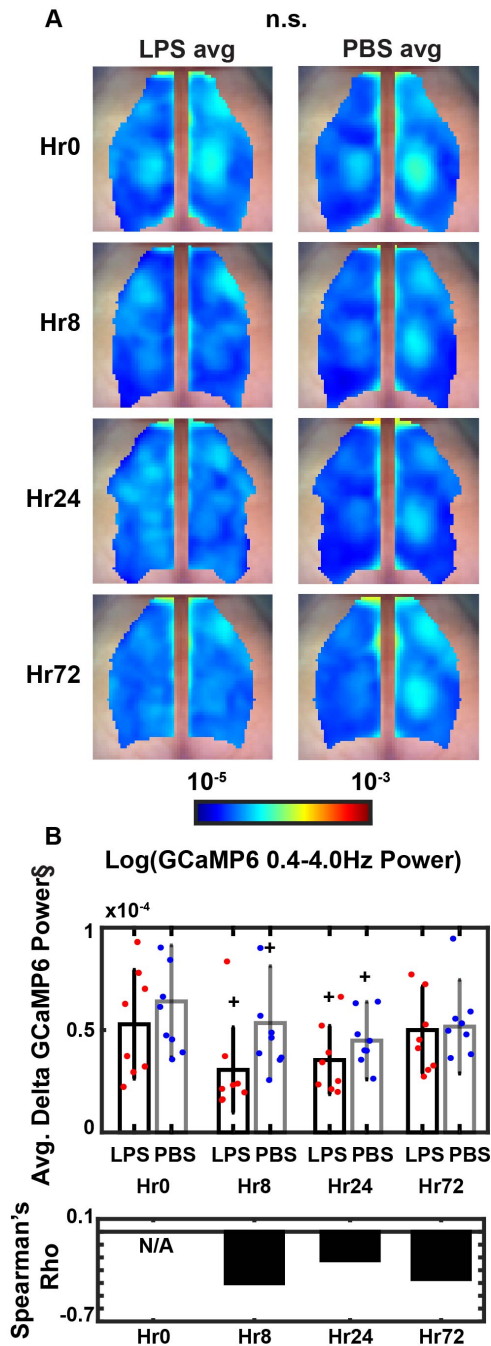 A
n.s.
LPS avg PBS avg
Hr0
Hr8
Hr24
Hr72
10-5 10-3
B
Log(GCaMP6 0.4-4.0Hz Power)
Avg. Delta GCaMP6 Power§
x10-4
1
0.5
0
+ + + +
LPS PBS LPS PBS LPS PBS LPS PBS
Hr0 Hr8 Hr24 Hr72
Spearman's
Rho
0.1
N/A
-0.7
Hr0 Hr8 Hr24 Hr72